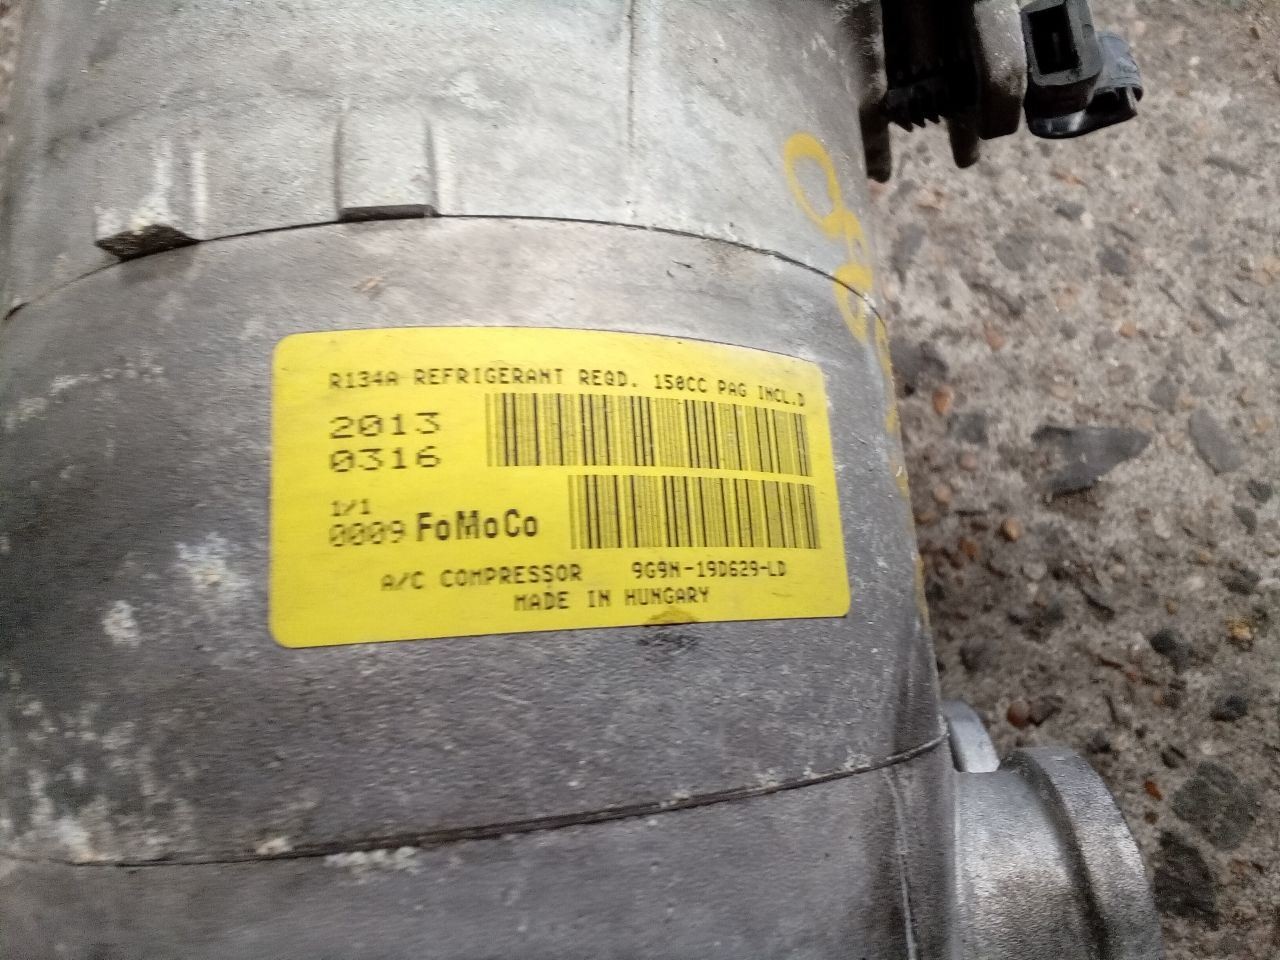 R134A REFRIGERANT REQD. 150CC PAG INCL.D
2013
0316
1/1
0009 FoMoCo
A/C COMPRESSOR 9G9N-19D629-LD
MADE IN HUNGARY